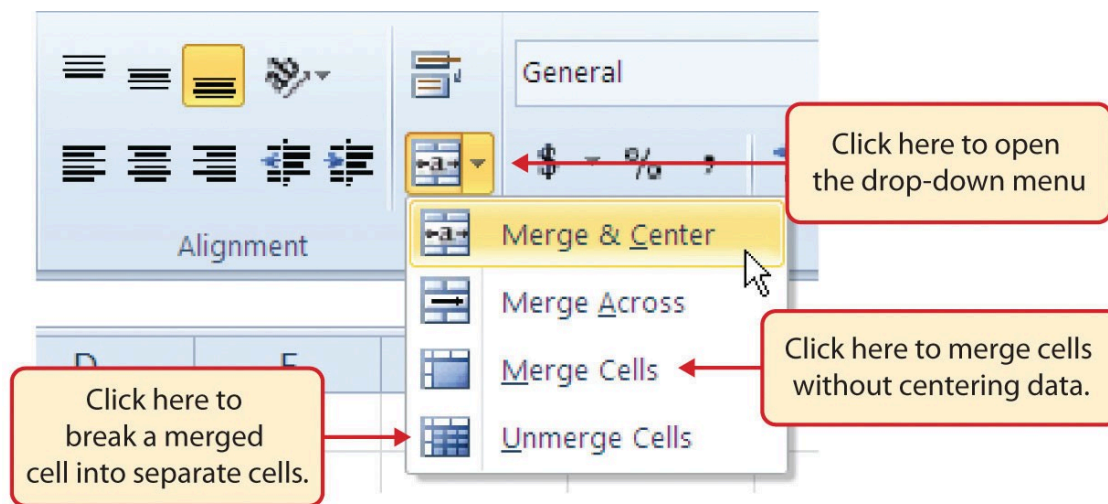 General
$ % ,
Click here to open
the drop-down menu
Alignment
Merge & Center
Merge Across
Merge Cells
Unmerge Cells
Click here to merge cells
without centering data.
D E
Click here to
break a merged
cell into separate cells.